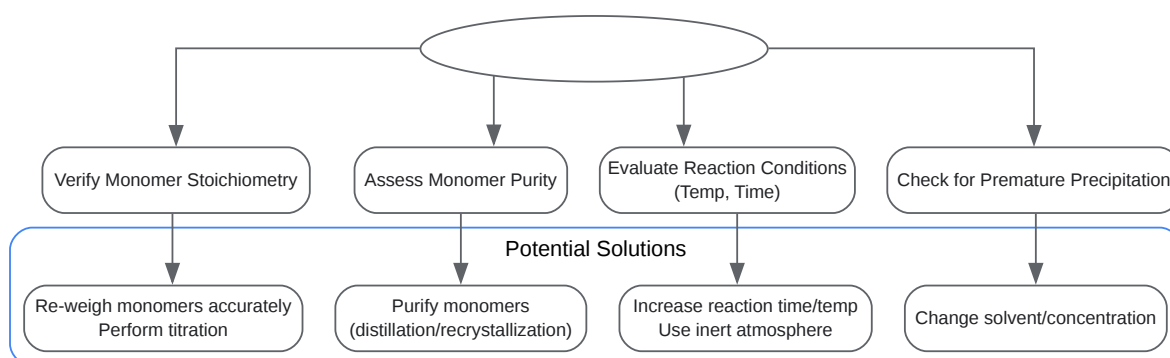 Verify Monomer Stoichiometry
Assess Monomer Purity
Evaluate Reaction Conditions
(Temp, Time)
Check for Premature Precipitation
Potential Solutions
Re-weigh monomers accurately
Perform titration
Purify monomers
(distillation/recrystallization)
Increase reaction time/temp
Use inert atmosphere
Change solvent/concentration